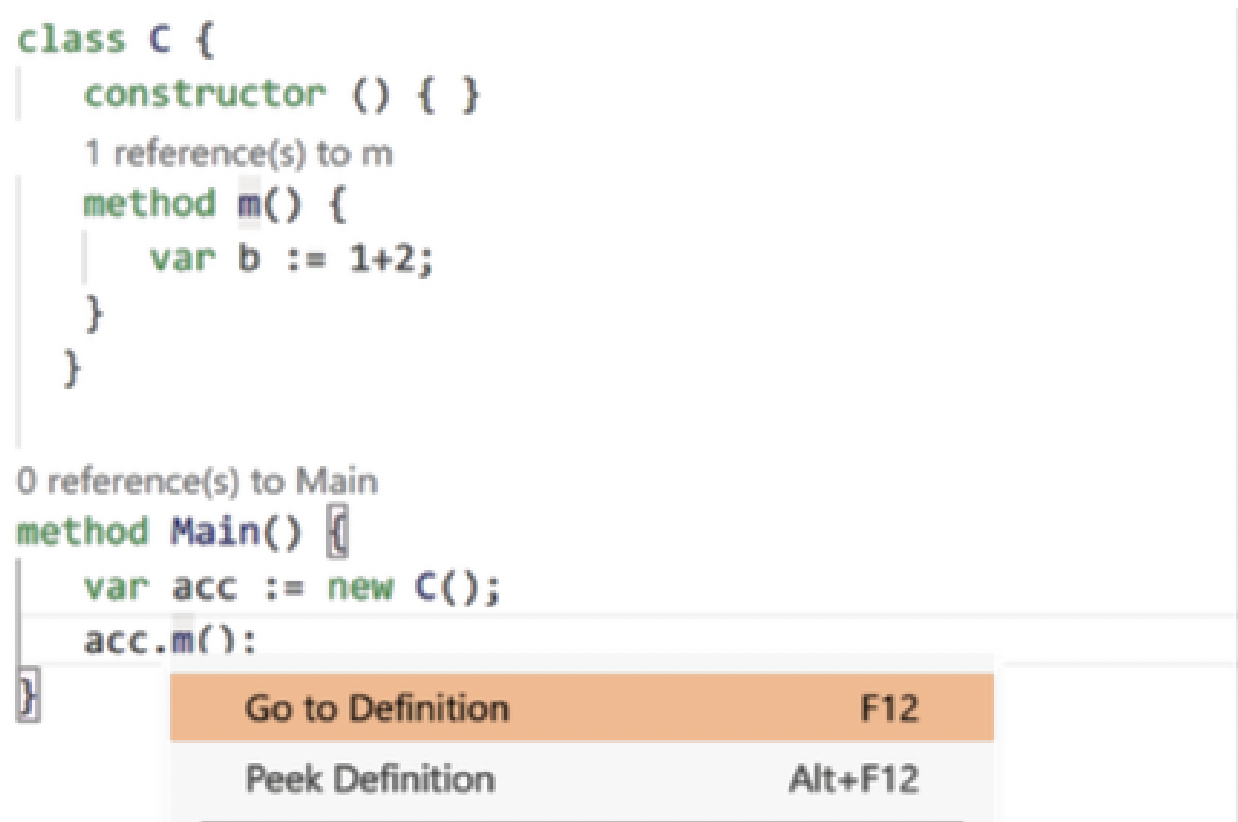 class C {
constructor () { }
1 reference(s) to m
method m() {
var b := 1+2;
}
}
0 reference(s) to Main
method Main() {
var acc := new C();
acc.m();
}
Go to Definition F12
Peek Definition Alt+F12